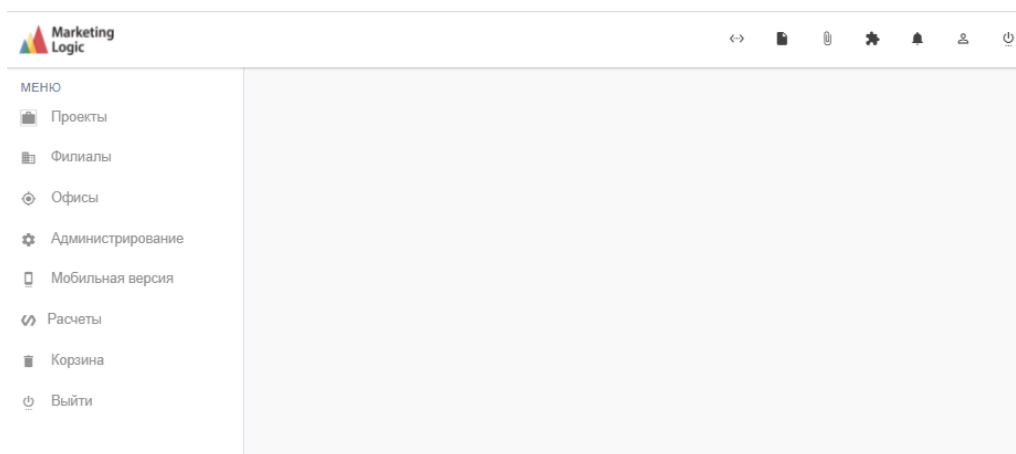 Marketing
Logic
МЕНЮ
Проекты
Филиалы
Офисы
Администрирование
Мобильная версия
Расчеты
Корзина
Выйти